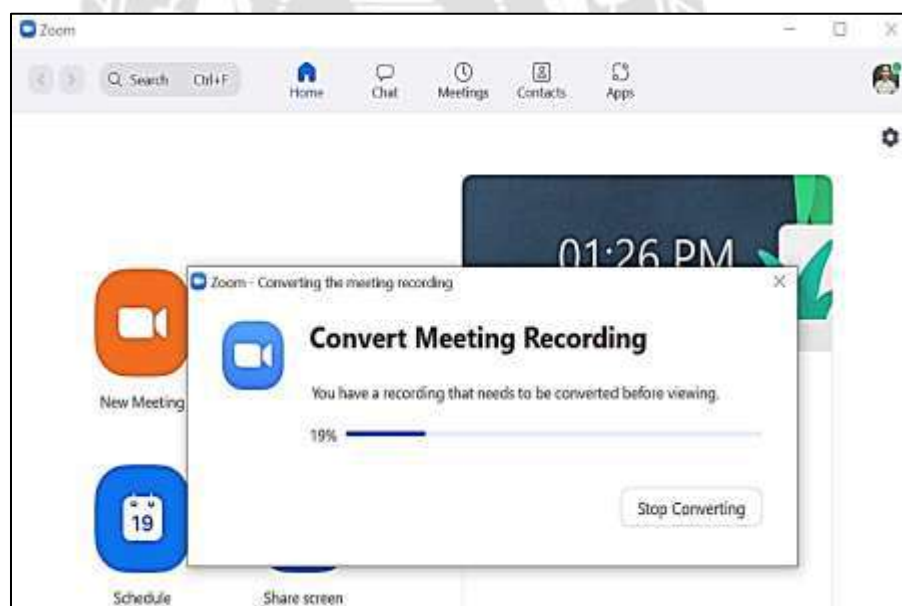 Zoom
Search Ctrl+F
Home Chat Meetings Contacts Apps
01:26 PM
Zoom - Converting the meeting recording
Convert Meeting Recording
You have a recording that needs to be converted before viewing.
19%
Stop Converting
New Meeting
19
Schedule Share screen